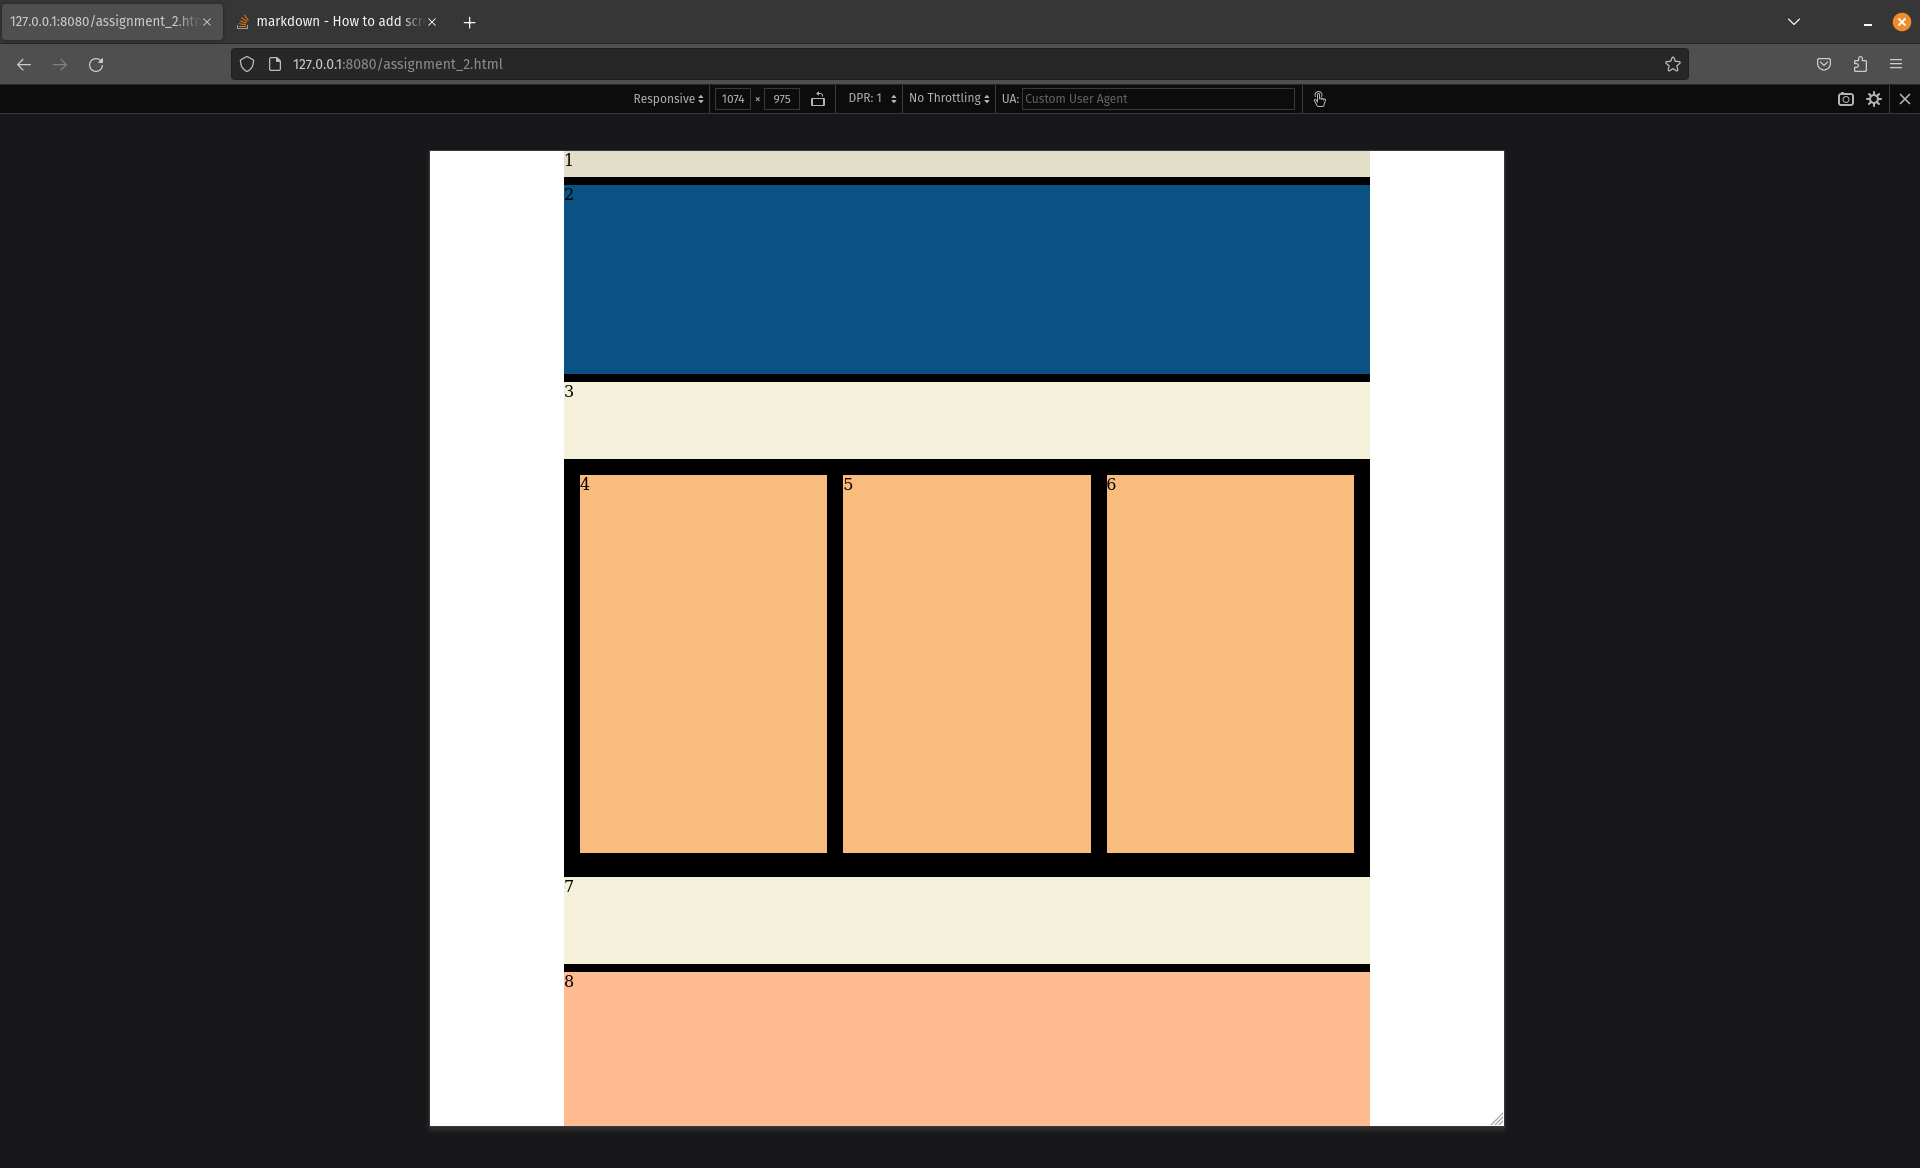 127.0.0.1:8080/assignment_2.ht
markdown - How to add scr
127.0.0.1:8080/assignment_2.html
Responsive 1074 × 975 DPR: 1 No Throttling UA: Custom User Agent
1
2
3
4 5 6
7
8